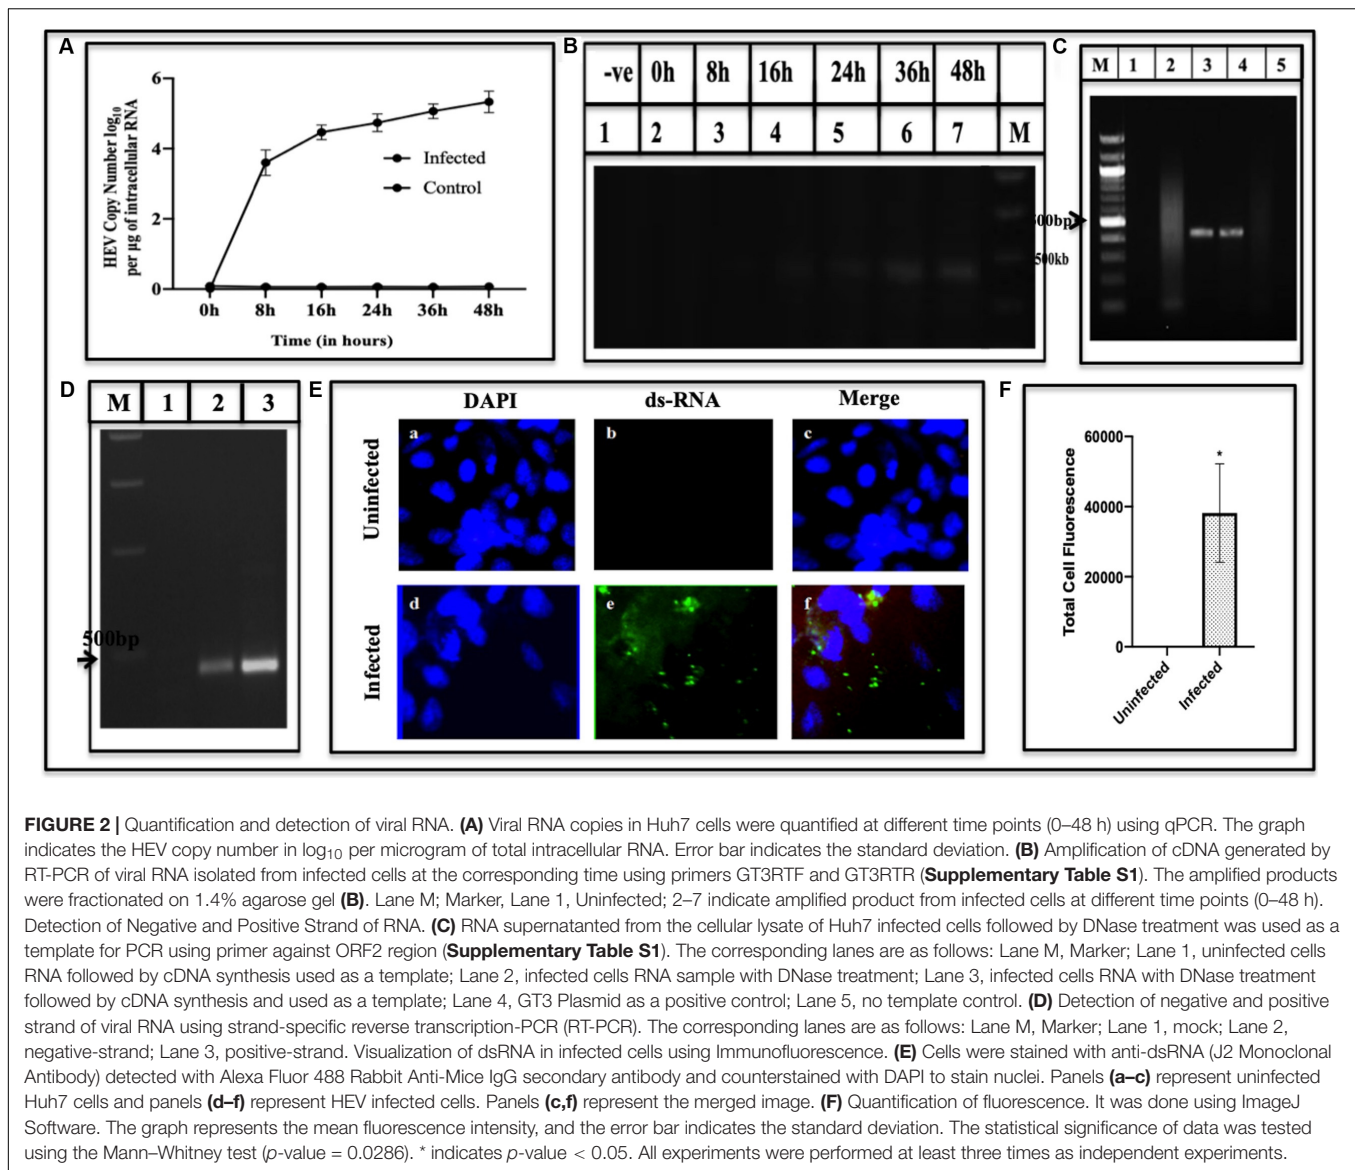 A
6
4
2
0
HEV Copy Number log10
per µg of intracellular RNA
Infected
Control
0h 8h 16h 24h 36h 48h
Time (in hours)
B
-ve 0h 8h 16h 24h 36h 48h
1 2 3 4 5 6 7 M
500kb
C
M 1 2 3 4 5
500bp
D
M 1 2 3
500bp
E
DAPI ds-RNA Merge
Uninfected
a b c
Infected
d e f
F
60000
40000
20000
0
Total Cell Fluorescence
*
Uninfected
Infected
FIGURE 2 | Quantification and detection of viral RNA. (A) Viral RNA copies in Huh7 cells were quantified at different time points (0–48 h) using qPCR. The graph
indicates the HEV copy number in log10 per microgram of total intracellular RNA. Error bar indicates the standard deviation. (B) Amplification of cDNA generated by
RT-PCR of viral RNA isolated from infected cells at the corresponding time using primers GT3RTF and GT3RTR (Supplementary Table S1). The amplified products
were fractionated on 1.4% agarose gel (B). Lane M; Marker, Lane 1, Uninfected; 2–7 indicate amplified product from infected cells at different time points (0–48 h).
Detection of Negative and Positive Strand of RNA. (C) RNA supernatanted from the cellular lysate of Huh7 infected cells followed by DNase treatment was used as a
template for PCR using primer against ORF2 region (Supplementary Table S1). The corresponding lanes are as follows: Lane M, Marker; Lane 1, uninfected cells
RNA followed by cDNA synthesis used as a template; Lane 2, infected cells RNA sample with DNase treatment; Lane 3, infected cells RNA with DNase treatment
followed by cDNA synthesis and used as a template; Lane 4, GT3 Plasmid as a positive control; Lane 5, no template control. (D) Detection of negative and positive
strand of viral RNA using strand-specific reverse transcription-PCR (RT-PCR). The corresponding lanes are as follows: Lane M, Marker; Lane 1, mock; Lane 2,
negative-strand; Lane 3, positive-strand. Visualization of dsRNA in infected cells using Immunofluorescence. (E) Cells were stained with anti-dsRNA (J2 Monoclonal
Antibody) detected with Alexa Fluor 488 Rabbit Anti-Mice IgG secondary antibody and counterstained with DAPI to stain nuclei. Panels (a–c) represent uninfected
Huh7 cells and panels (d–f) represent HEV infected cells. Panels (c,f) represent the merged image. (F) Quantification of fluorescence. It was done using ImageJ
Software. The graph represents the mean fluorescence intensity, and the error bar indicates the standard deviation. The statistical significance of data was tested
using the Mann–Whitney test (p-value = 0.0286). * indicates p-value < 0.05. All experiments were performed at least three times as independent experiments.